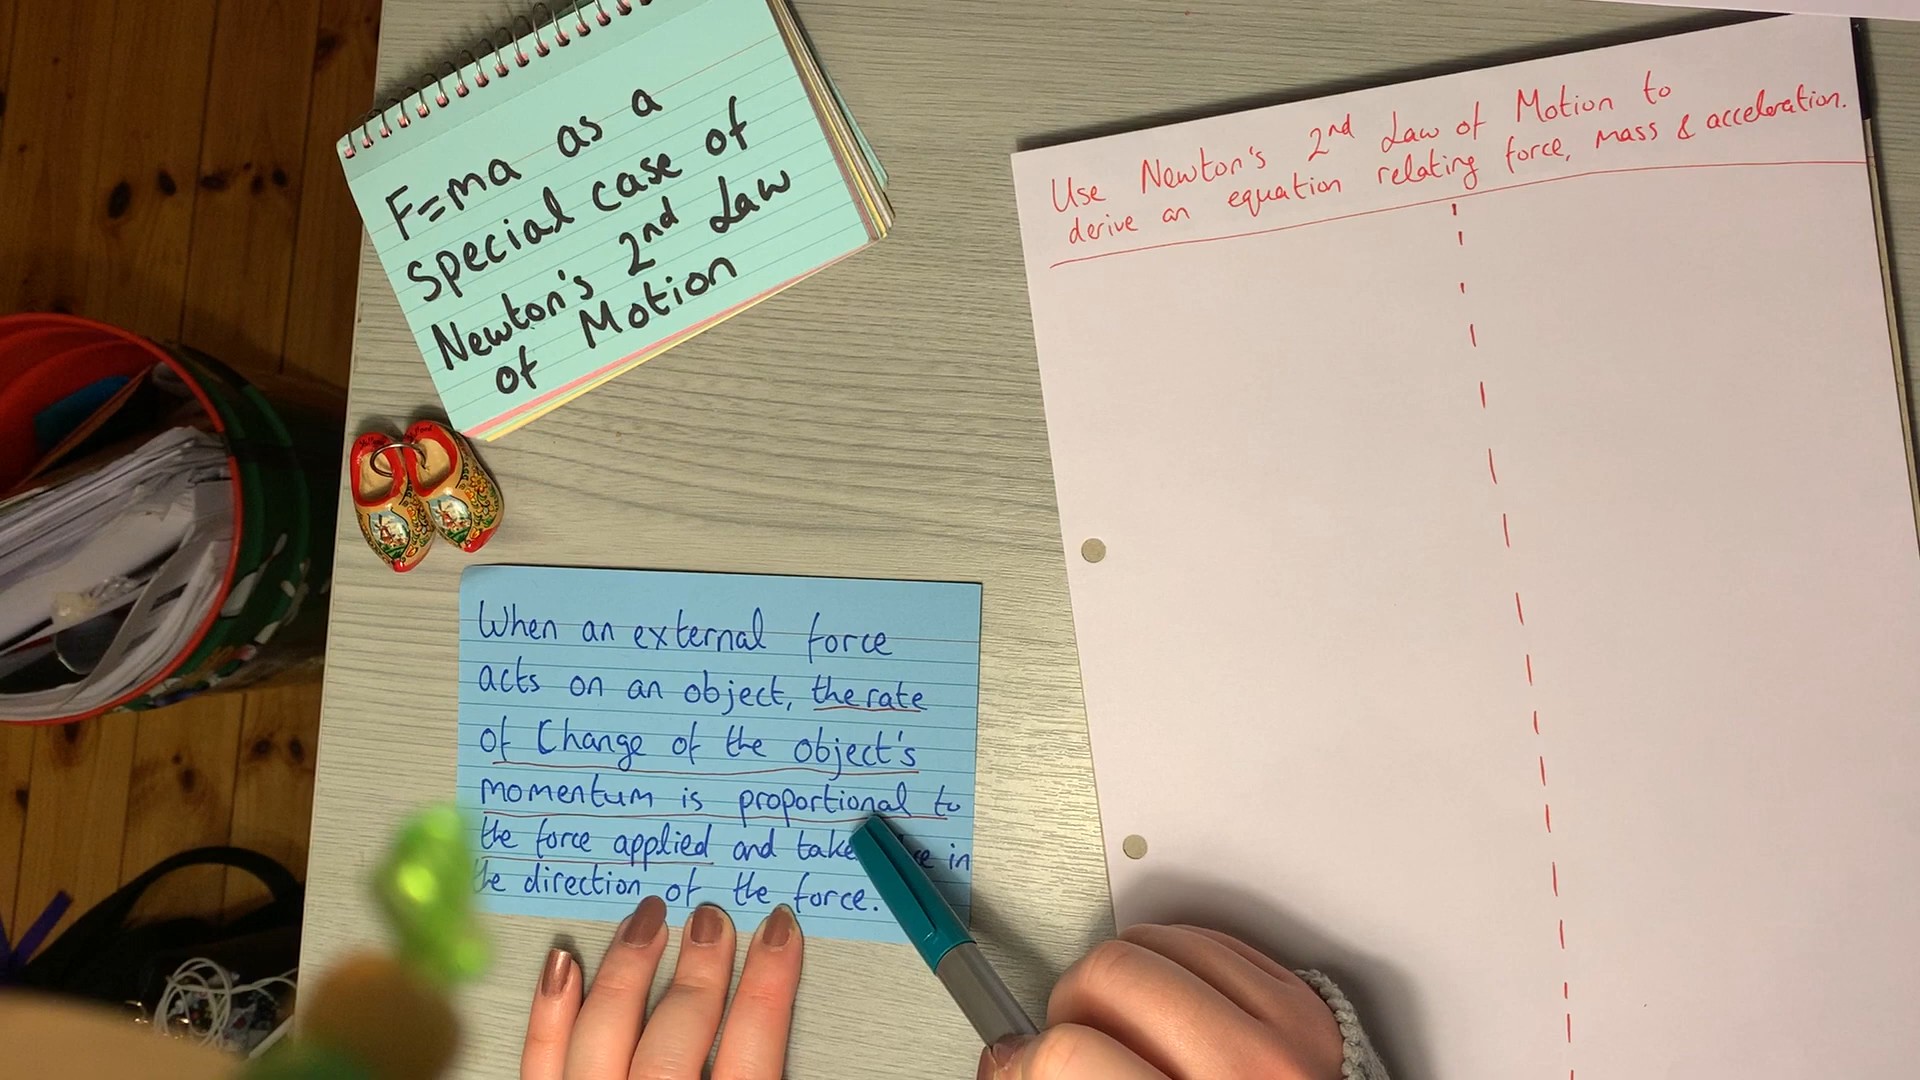 F=ma as a
special case of
Newton's 2nd Law
of Motion
Use Newton's 2nd Law of Motion to
derive an equation relating force, mass & acceleration.
When an external force
acts on an object, the rate
of Change of the object's
momentum is proportional to
the force applied and in
the direction of the force.